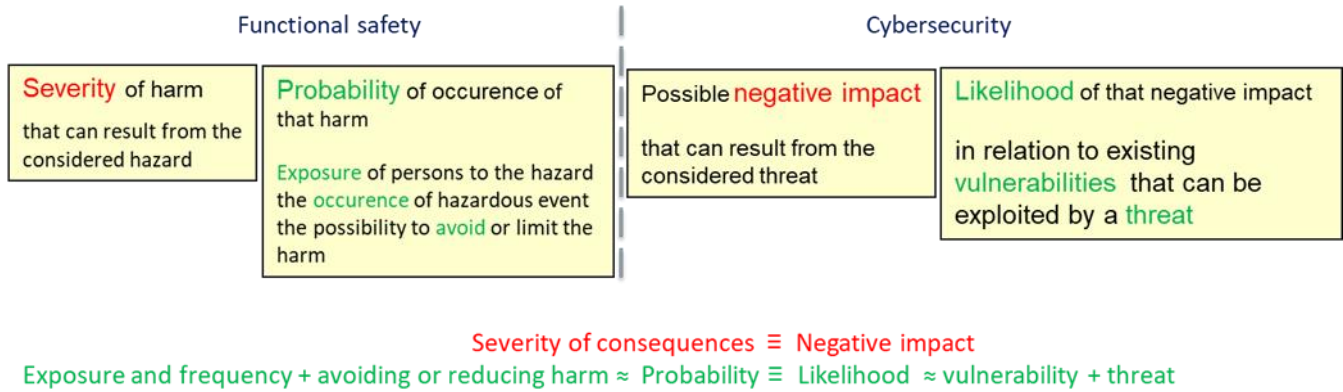 Functional safety
Cybersecurity
Severity of harm
that can result from the
considered hazard
Probability of occurence of
that harm
Exposure of persons to the hazard
the occurence of hazardous event
the possibility to avoid or limit the
harm
Possible negative impact
that can result from the
considered threat
Likelihood of that negative impact
in relation to existing
vulnerabilities that can be
exploited by a threat
Severity of consequences ≡ Negative impact
Exposure and frequency + avoiding or reducing harm ≈ Probability ≡ Likelihood ≈ vulnerability + threat